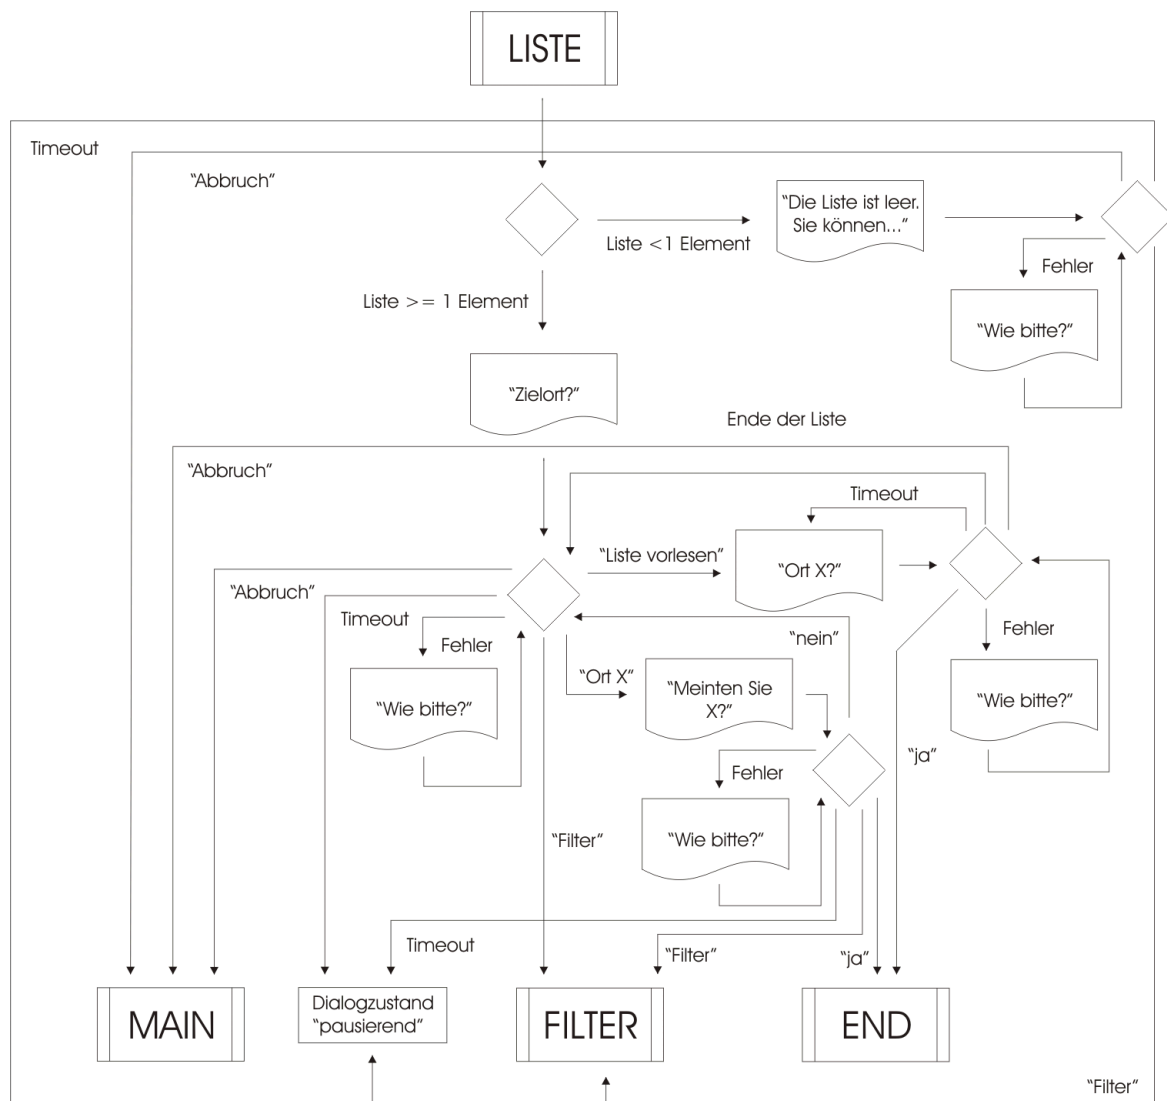 LISTE
Timeout
“Abbruch”
“Die Liste ist leer.
Sie können...”
Liste <1 Element
Fehler
Liste >= 1 Element
“Wie bitte?”
“Zielort?”
Ende der Liste
“Abbruch”
Timeout
“Liste vorlesen”
“Ort X?”
“Abbruch”
Timeout
“nein”
Fehler
Fehler
“Ort X”
“Meinten Sie
X?”
“Wie bitte?”
“Wie bitte?”
“ja”
Fehler
“Filter”
“Wie bitte?”
Timeout
“Filter”
“ja”
MAIN
Dialogzustand
“pausierend”
FILTER
END
“Filter”